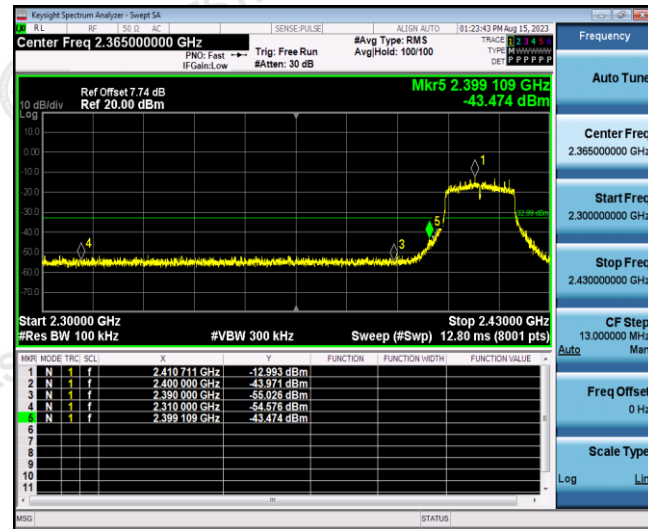 Keysight Spectrum Analyzer - Swept SA
RL RF 50 Ω AC SENSE:PULSE ALIGN AUTO 01:23:43 PM Aug 15, 2023
Center Freq 2.365000000 GHz
PNO: Fast
IFGain:Low
Trig: Free Run
#Atten: 30 dB
#Avg Type: RMS
Avg|Hold: 100/100
TRACE 1 2 3 4 5 6
TYPE M
DET P P P P P P
Ref Offset 7.74 dB
Ref 20.00 dBm
10 dB/div
Log
Mkr5 2.399 109 GHz
-43.474 dBm
10.0
0.00
-10.0
-20.0
-30.0
-40.0
-50.0
-60.0
-70.0
1
5
4
3
Start 2.30000 GHz
Stop 2.43000 GHz
#Res BW 100 kHz
#VBW 300 kHz
Sweep (#Swp) 12.80 ms (8001 pts)
MKR MODE TRC SCL X Y FUNCTION FUNCTION WIDTH FUNCTION VALUE
1 N 1 f 2.410 711 GHz -12.993 dBm
2 N 1 f 2.400 000 GHz -43.971 dBm
3 N 1 f 2.390 000 GHz -55.026 dBm
4 N 1 f 2.310 000 GHz -54.576 dBm
5 N 1 f 2.399 109 GHz -43.474 dBm
6
7
8
9
10
11
MSG
STATUS
Frequency
Auto Tune
Center Freq
2.365000000 GHz
Start Freq
2.300000000 GHz
Stop Freq
2.430000000 GHz
CF Step
13.000000 MHz
Auto Man
Freq Offset
0 Hz
Scale Type
Log Lin